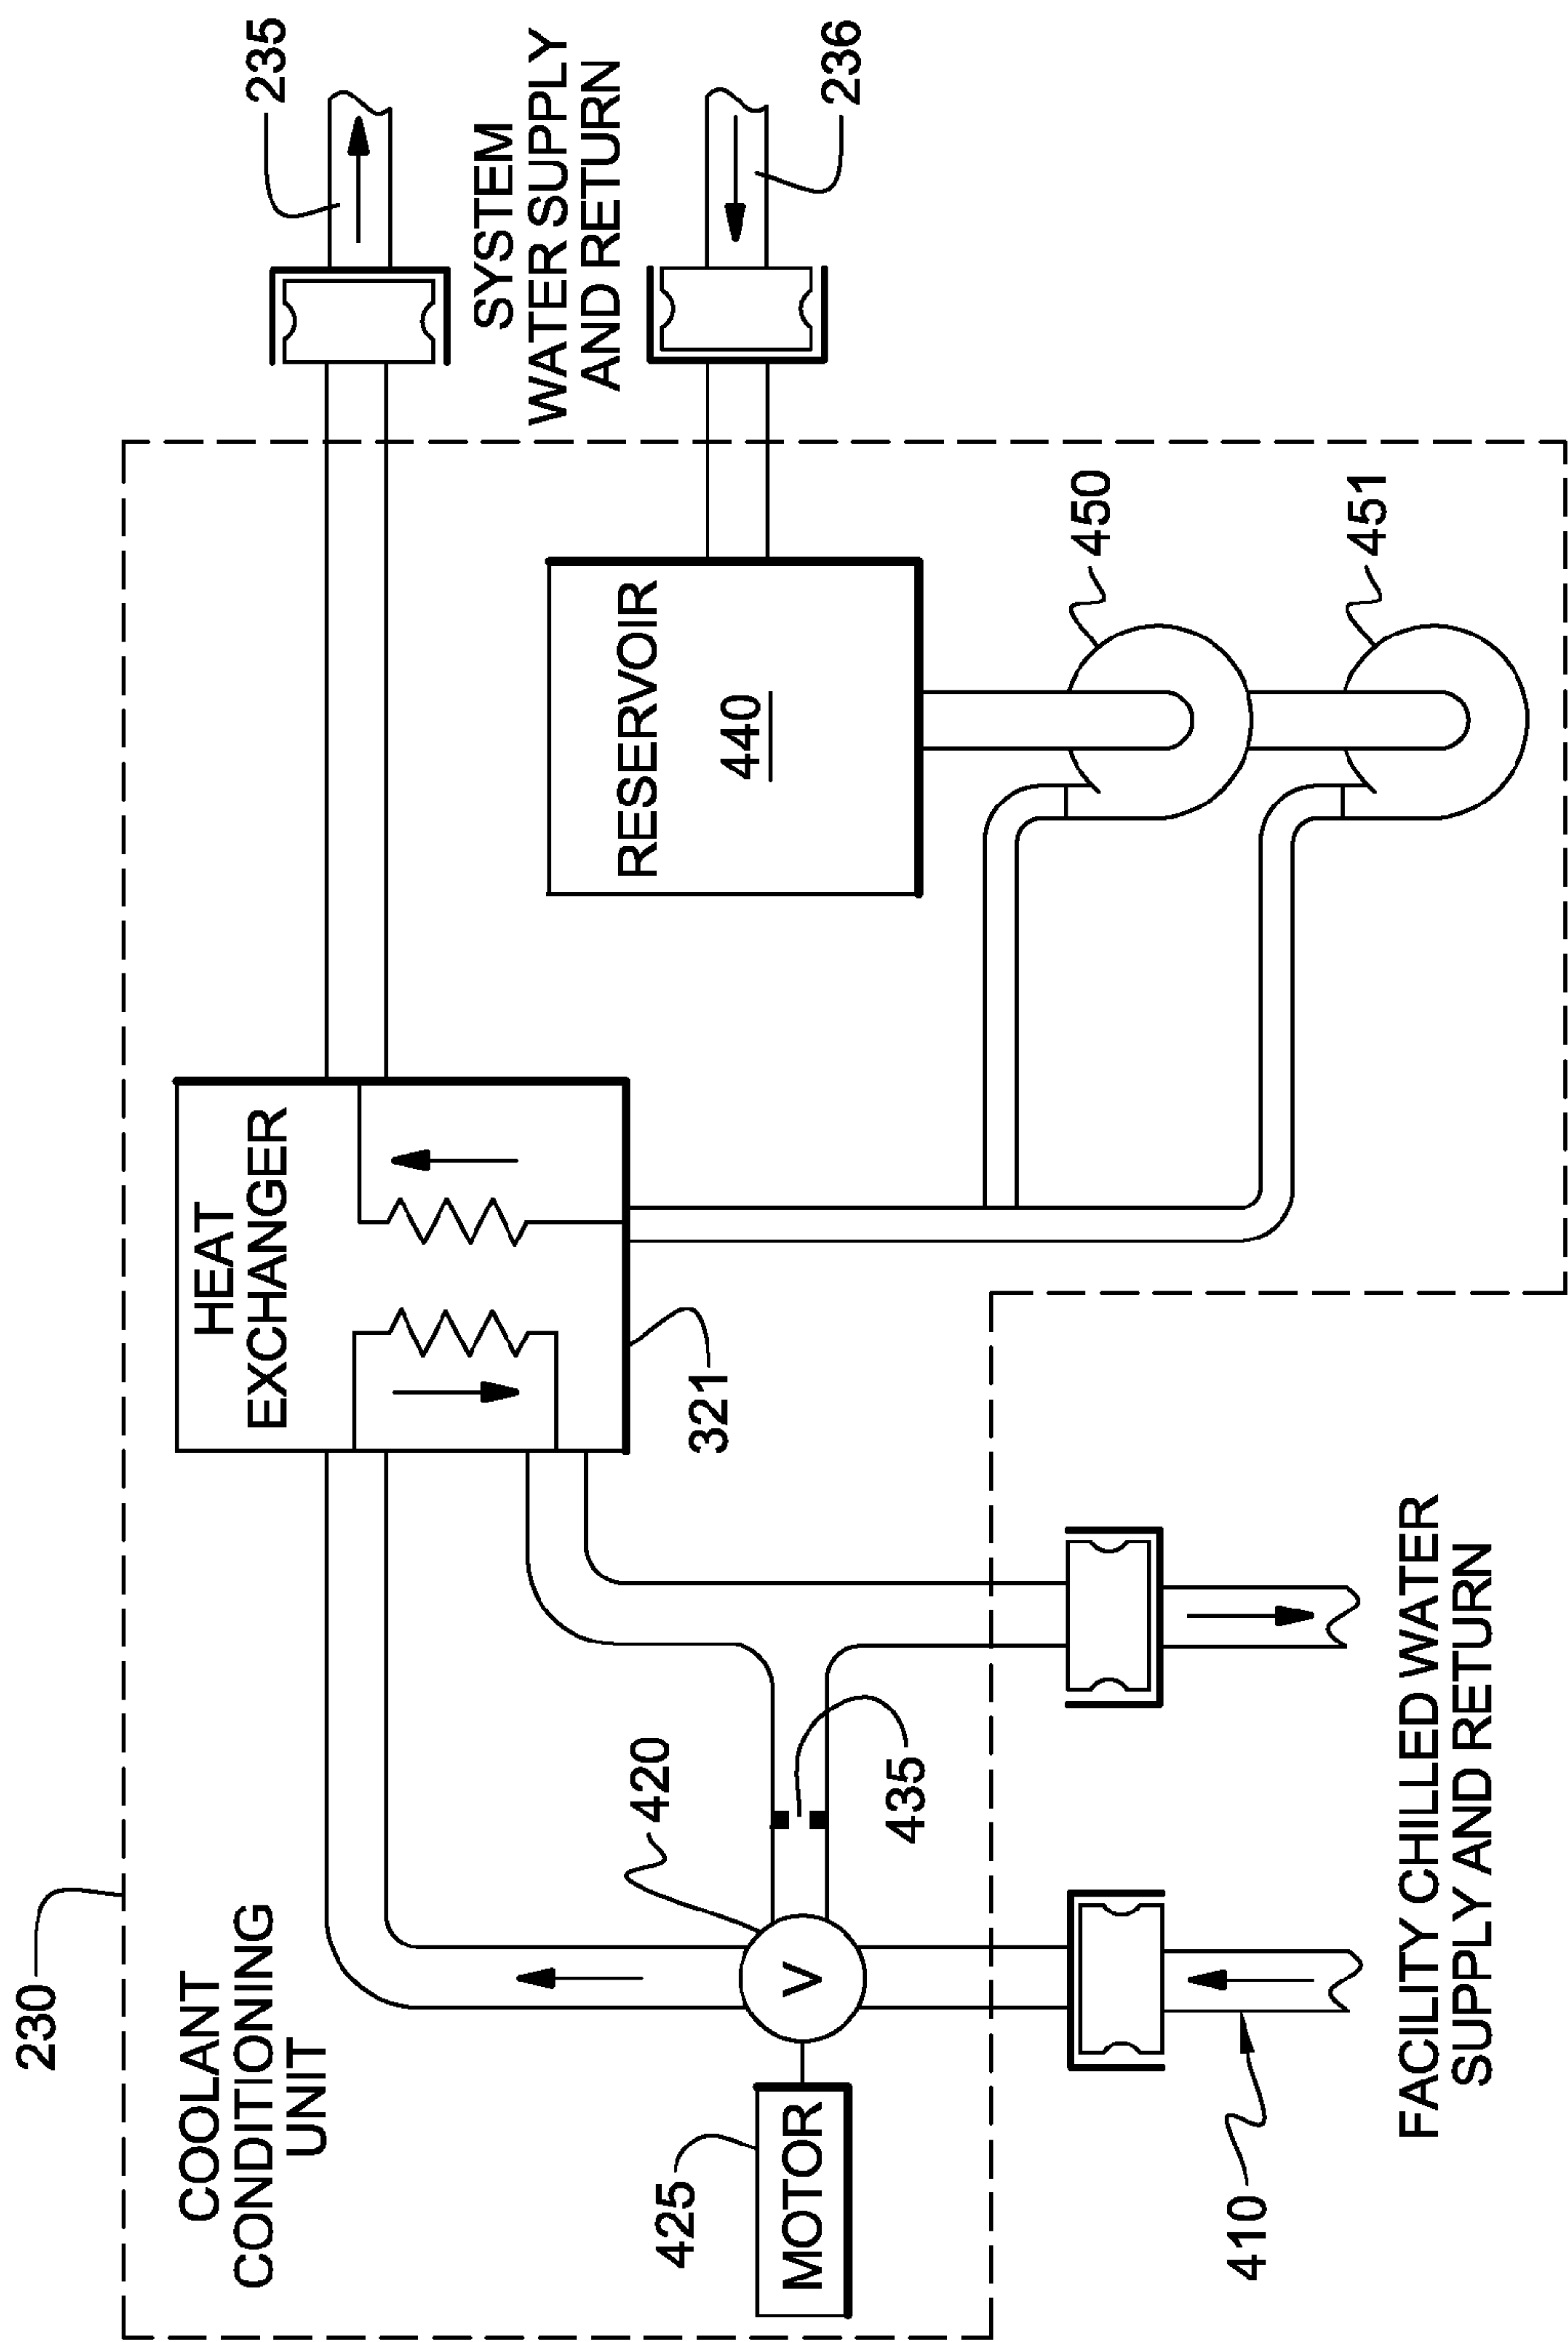 230
COOLANT
CONDITIONING
UNIT
HEAT
EXCHANGER
235
SYSTEM
WATER SUPPLY
AND RETURN
236
425
MOTOR
V
420
435
321
RESERVOIR
440
450
451
410
FACILITY CHILLED WATER
SUPPLY AND RETURN